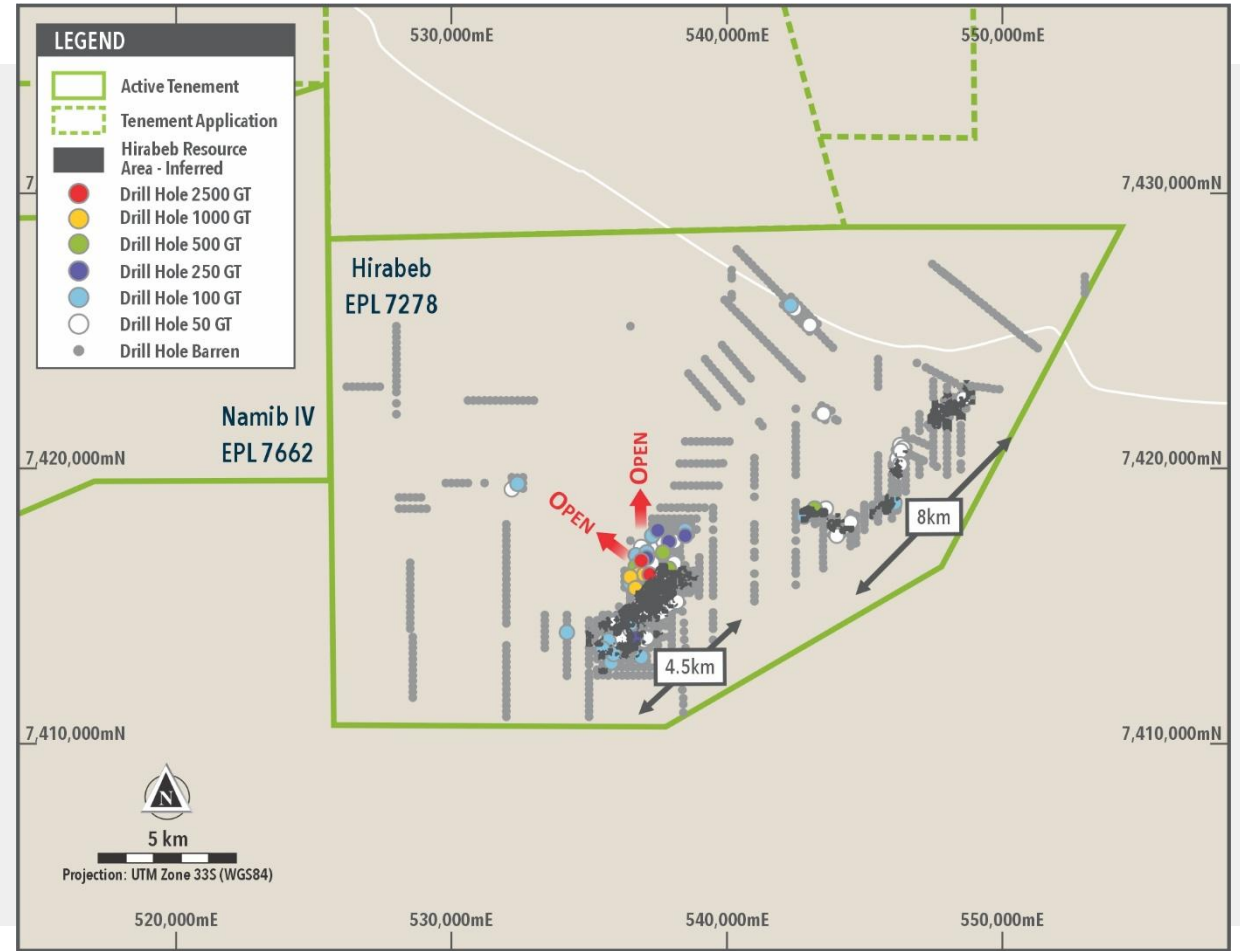 530,000mE
540,000mE
550,000mE
LEGEND
Active Tenement
Tenement Application
Hirabeb Resource
Area - Inferred
Drill Hole 2500 GT
Drill Hole 1000 GT
Drill Hole 500 GT
Drill Hole 250 GT
Drill Hole 100 GT
Drill Hole 50 GT
Drill Hole Barren
7
7,430,000mN
Hirabeb
EPL 7278
Namib IV
EPL 7662
7,420,000mN
7,420,000mN
OPEN
OPEN
8km
4.5km
7,410,000mN
7,410,000mN
N
5 km
Projection: UTM Zone 33S (WGS84)
520,000mE
530,000mE
540,000mE
550,000mE